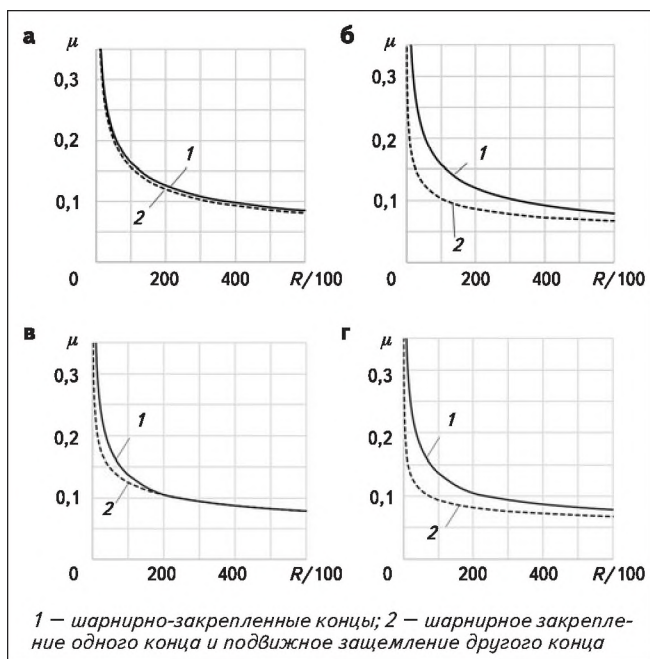 а μ
0,3
0,2
0,1
0 200 400 R/100
1
2
б μ
0,3
0,2
0,1
0 200 400 R/100
1
2
в μ
0,3
0,2
0,1
0 200 400 R/100
1
2
г μ
0,3
0,2
0,1
0 200 400 R/100
1
2
1 — шарнирно-закрепленные концы; 2 — шарнирное закрепле-
ние одного конца и подвижное защемление другого конца